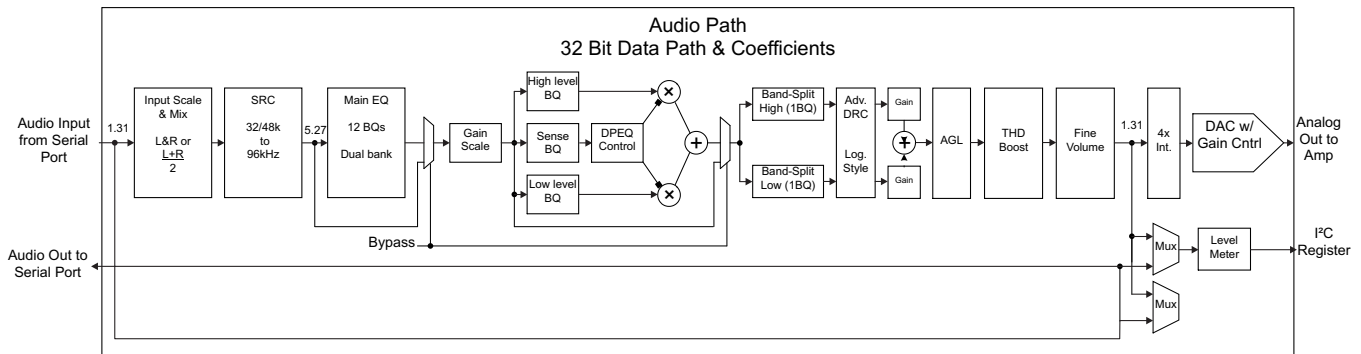 Audio Path
32 Bit Data Path & Coefficients
Audio Input
from Serial
Port
1.31
Input Scale
& Mix
L&R or
L+R
2
SRC
32/48k
to
96kHz
5.27
Main EQ
12 BQs
Dual bank
Gain
Scale
High level
BQ
Sense
BQ
Low level
BQ
DPEQ
Control
×
+
×
Bypass
Band-Split
High (1BQ)
Band-Split
Low (1BQ)
Adv.
DRC
Log.
Style
Gain
+
Gain
AGL
THD
Boost
Fine
Volume
1.31
4x
Int.
DAC w/
Gain Cntrl
Analog
Out to
Amp
Audio Out to
Serial Port
Mux
Level
Meter
I²C
Register
Mux